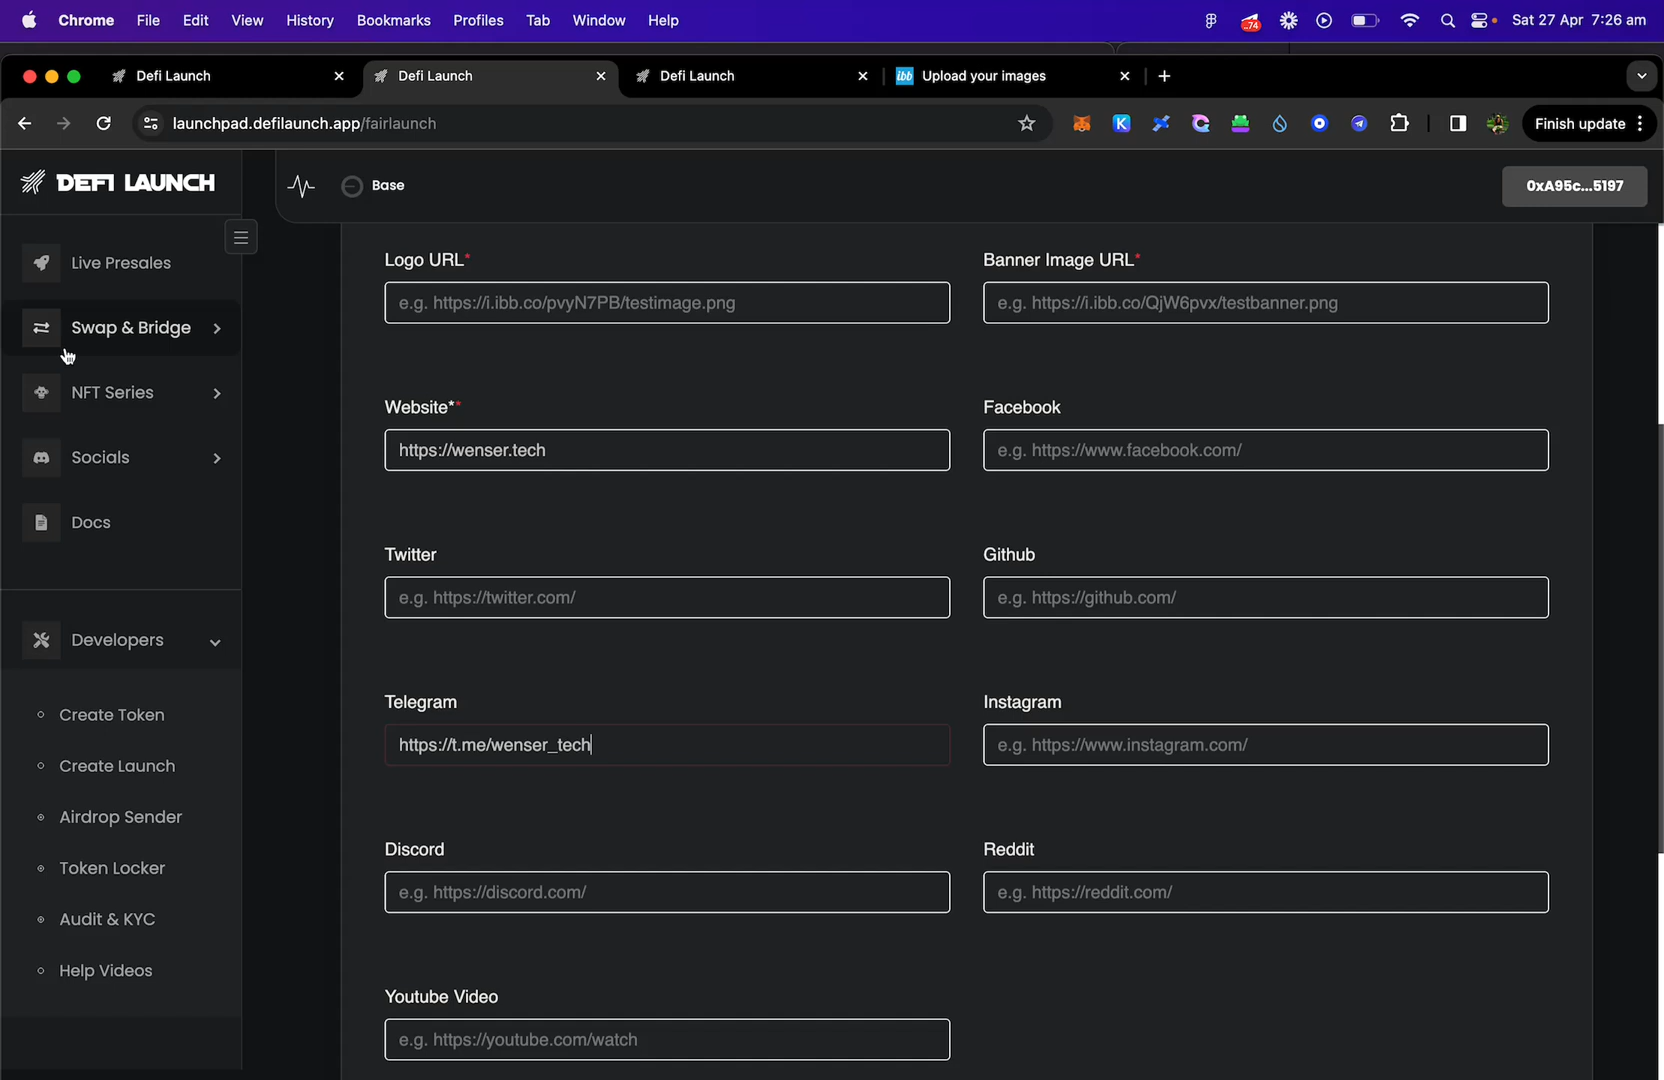 Chrome File Edit View History Bookmarks Profiles Tab Window Help 74 Sat 27 Apr 7:26 am
Defi Launch Defi Launch Defi Launch ibb Upload your images
launchpad.defilaunch.app/fairlaunch K Finish update
DEFI LAUNCH
Base
0xA95c...5197
Live Presales
Swap & Bridge
NFT Series
Socials
Docs
Developers
Create Token
Create Launch
Airdrop Sender
Token Locker
Audit & KYC
Help Videos
Logo URL* Banner Image URL*
e.g. https://i.ibb.co/pvyN7PB/testimage.png e.g. https://i.ibb.co/QjW6pvx/testbanner.png
Website** Facebook
https://wenser.tech e.g. https://www.facebook.com/
Twitter Github
e.g. https://twitter.com/ e.g. https://github.com/
Telegram Instagram
https://t.me/wenser_tech e.g. https://www.instagram.com/
Discord Reddit
e.g. https://discord.com/ e.g. https://reddit.com/
Youtube Video
e.g. https://youtube.com/watch